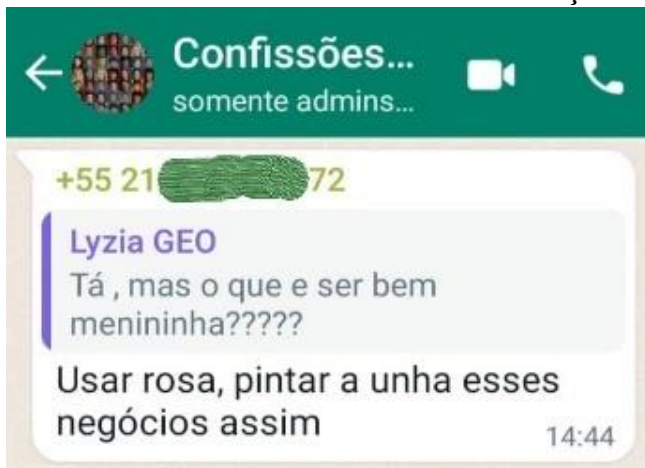 Confissões...
somente admins...
+55 21 72
Lyzia GEO
Tá , mas o que e ser bem
menininha?????
Usar rosa, pintar a unha esses
negócios assim
14:44